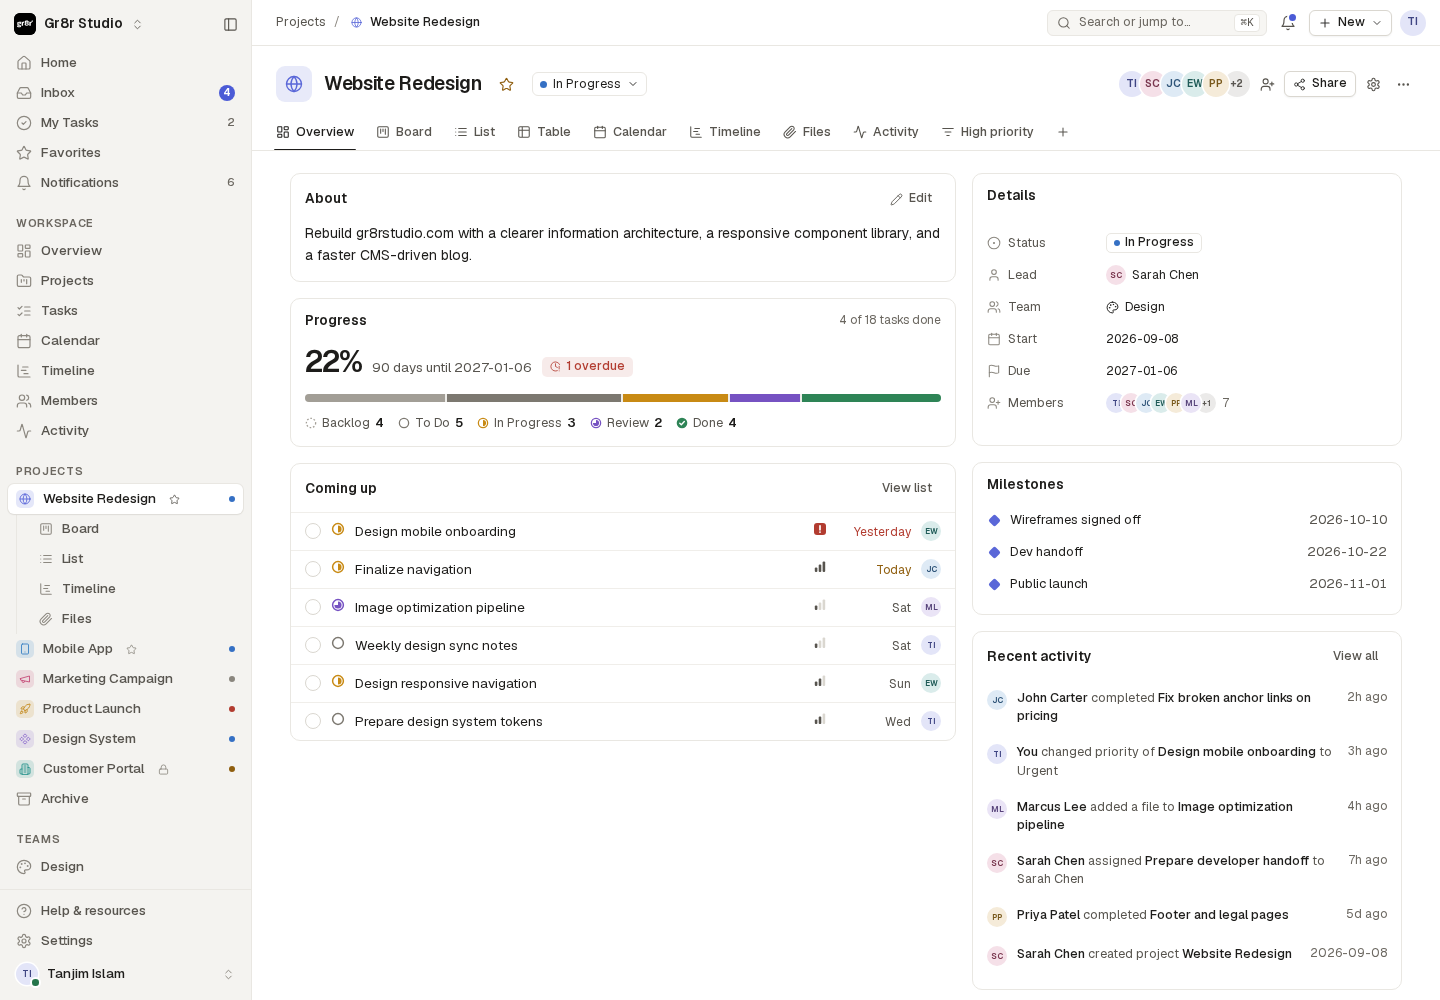 gr8r
Gr8r Studio
Home
Inbox 4
My Tasks 2
Favorites
Notifications 6
WORKSPACE
Overview
Projects
Tasks
Calendar
Timeline
Members
Activity
PROJECTS
Website Redesign
Board
List
Timeline
Files
Mobile App
Marketing Campaign
Product Launch
Design System
Customer Portal
Archive
TEAMS
Design
Help & resources
Settings
TI Tanjim Islam
Projects / Website Redesign
Search or jump to... ⌘K
New
TI
Website Redesign
In Progress
TI SC JC EW PP +2
Share
Overview Board List Table Calendar Timeline Files Activity High priority
About
Edit
Rebuild gr8rstudio.com with a clearer information architecture, a responsive component library, and
a faster CMS-driven blog.
Progress
4 of 18 tasks done
22% 90 days until 2027-01-06 1 overdue
Backlog 4 To Do 5 In Progress 3 Review 2 Done 4
Coming up
View list
Design mobile onboarding Yesterday EW
Finalize navigation Today JC
Image optimization pipeline Sat ML
Weekly design sync notes Sat TI
Design responsive navigation Sun EW
Prepare design system tokens Wed TI
Details
Status In Progress
Lead SC Sarah Chen
Team Design
Start 2026-09-08
Due 2027-01-06
Members TI SC JC EW PP ML +1 7
Milestones
Wireframes signed off 2026-10-10
Dev handoff 2026-10-22
Public launch 2026-11-01
Recent activity
View all
JC John Carter completed Fix broken anchor links on 2h ago
pricing
TI You changed priority of Design mobile onboarding to 3h ago
Urgent
ML Marcus Lee added a file to Image optimization 4h ago
pipeline
SC Sarah Chen assigned Prepare developer handoff to 7h ago
Sarah Chen
PP Priya Patel completed Footer and legal pages 5d ago
SC Sarah Chen created project Website Redesign 2026-09-08